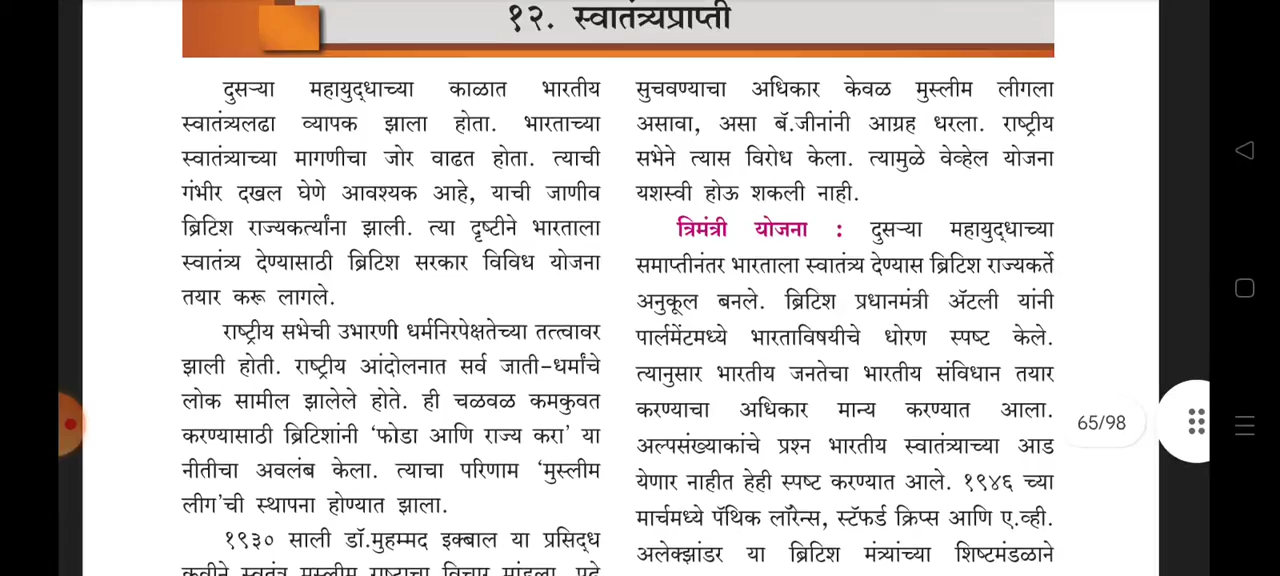 १२. स्वातंत्र्यप्राप्ती
दुसऱ्या महायुद्धाच्या काळात भारतीय
स्वातंत्र्यलढा व्यापक झाला होता. भारताच्या
स्वातंत्र्याच्या मागणीचा जोर वाढत होता. त्याची
गंभीर दखल घेणे आवश्यक आहे, याची जाणीव
ब्रिटिश राज्यकर्त्यांना झाली. त्या दृष्टीने भारताला
स्वातंत्र्य देण्यासाठी ब्रिटिश सरकार विविध योजना
तयार करू लागले.
राष्ट्रीय सभेची उभारणी धर्मनिरपेक्षतेच्या तत्त्वावर
झाली होती. राष्ट्रीय आंदोलनात सर्व जाती-धर्मांचे
लोक सामील झालेले होते. ही चळवळ कमकुवत
करण्यासाठी ब्रिटिशांनी ‘फोडा आणि राज्य करा’ या
नीतीचा अवलंब केला. त्याचा परिणाम ‘मुस्लीम
लीग’ची स्थापना होण्यात झाला.
१९३० साली डॉ.मुहम्मद इक्बाल या प्रसिद्ध
कवीने स्वतंत्र मुस्लीम राष्ट्राचा विचार मांडला. पुढे
सुचवण्याचा अधिकार केवळ मुस्लीम लीगला
असावा, असा बॅ.जीनांनी आग्रह धरला. राष्ट्रीय
सभेने त्यास विरोध केला. त्यामुळे वेव्हेल योजना
यशस्वी होऊ शकली नाही.
त्रिमंत्री योजना : दुसऱ्या महायुद्धाच्या
समाप्तीनंतर भारताला स्वातंत्र्य देण्यास ब्रिटिश राज्यकर्ते
अनुकूल बनले. ब्रिटिश प्रधानमंत्री ॲटली यांनी
पार्लमेंटमध्ये भारताविषयीचे धोरण स्पष्ट केले.
त्यानुसार भारतीय जनतेचा भारतीय संविधान तयार
करण्याचा अधिकार मान्य करण्यात आला.
अल्पसंख्याकांचे प्रश्न भारतीय स्वातंत्र्याच्या आड
येणार नाहीत हेही स्पष्ट करण्यात आले. १९४६ च्या
मार्चमध्ये पॅथिक लॉरेन्स, स्टॅफर्ड क्रिप्स आणि ए.व्ही.
अलेक्झांडर या ब्रिटिश मंत्र्यांच्या शिष्टमंडळाने
65/98